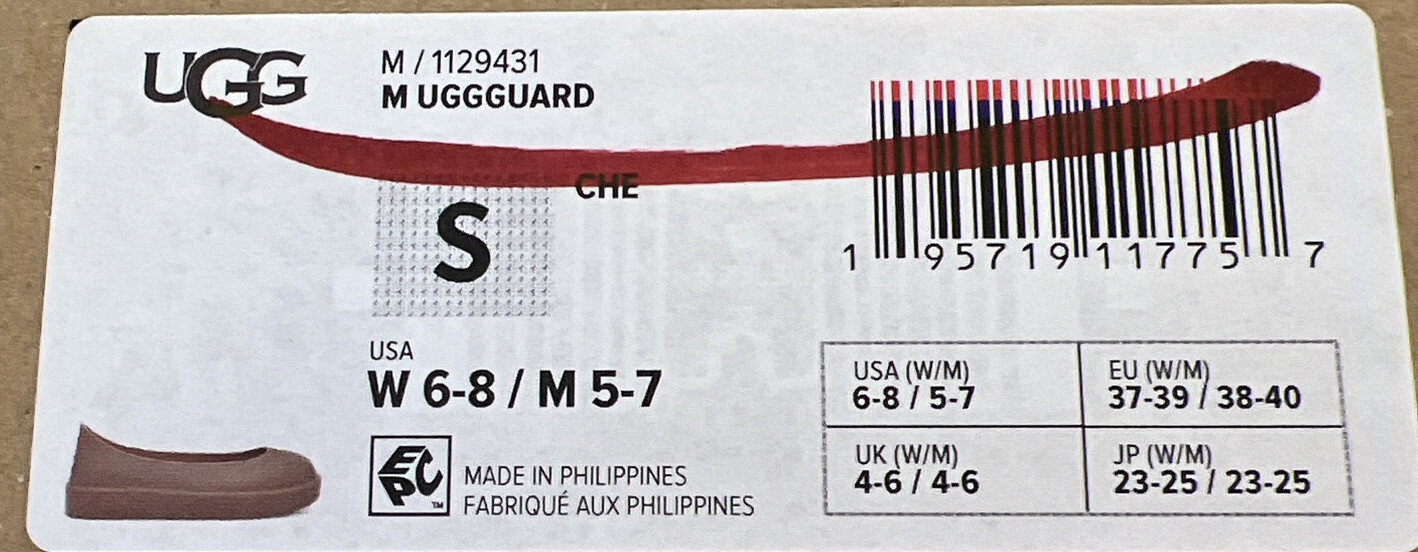 UGG
M / 1129431
M UGGGUARD
CHE
S
1 95719 11775 7
USA
W 6-8 / M 5-7
EPC
TM
MADE IN PHILIPPINES
FABRIQUÉ AUX PHILIPPINES
USA (W/M)
6-8 / 5-7
EU (W/M)
37-39 / 38-40
UK (W/M)
4-6 / 4-6
JP (W/M)
23-25 / 23-25